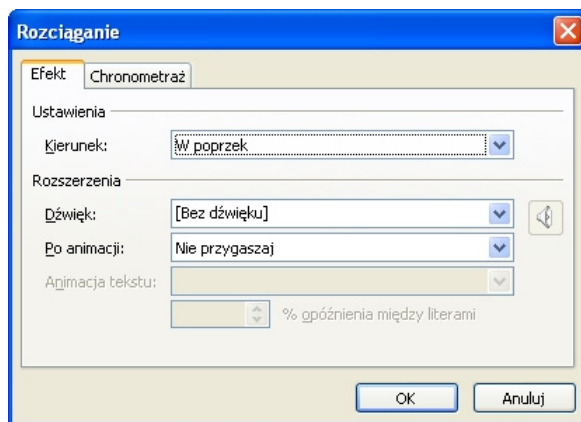 Rozciąganie
Efekt
Chronometraż
Ustawienia
Kierunek:
W poprzek
Rozszerzenia
Dźwięk:
[Bez dźwięku]
Po animacji:
Nie przygaszaj
Animacja tekstu:
% opóźnienia między literami
OK
Anuluj